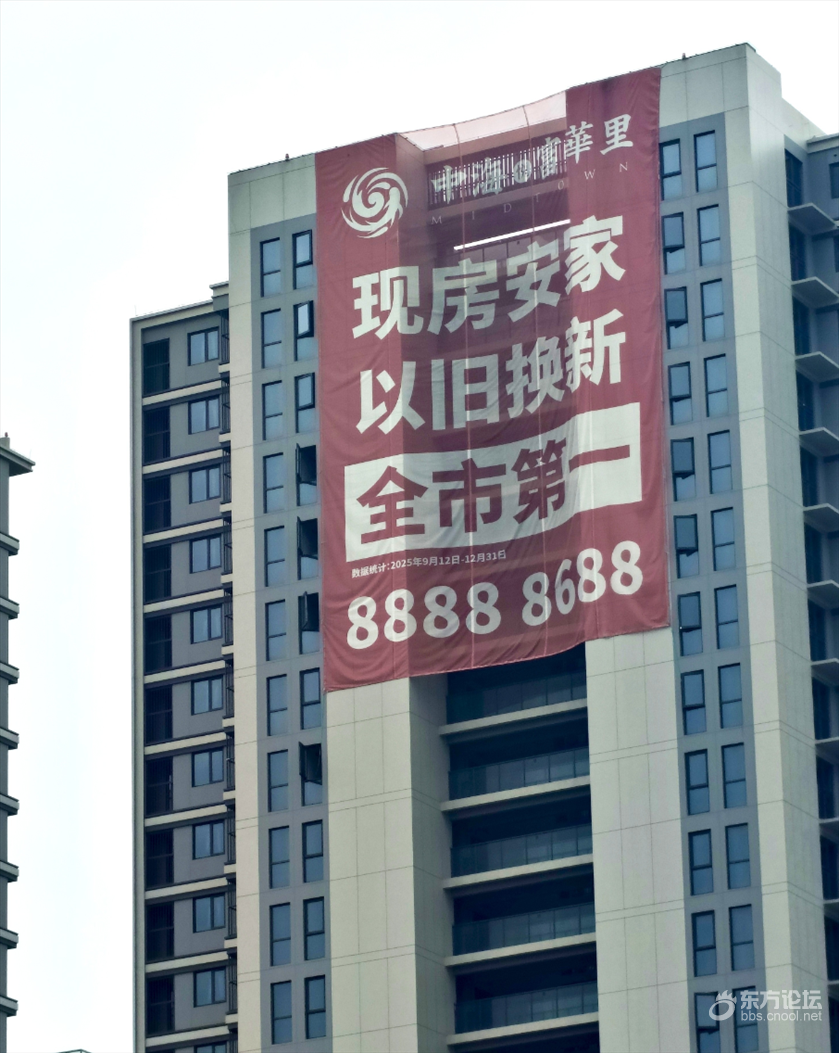 中海
華里
MIDTOWN
现房安家
以旧换新
全市第一
数据统计：2025年9月12日-12月31日
8888 8688
东方论坛
bbs.cnool.net